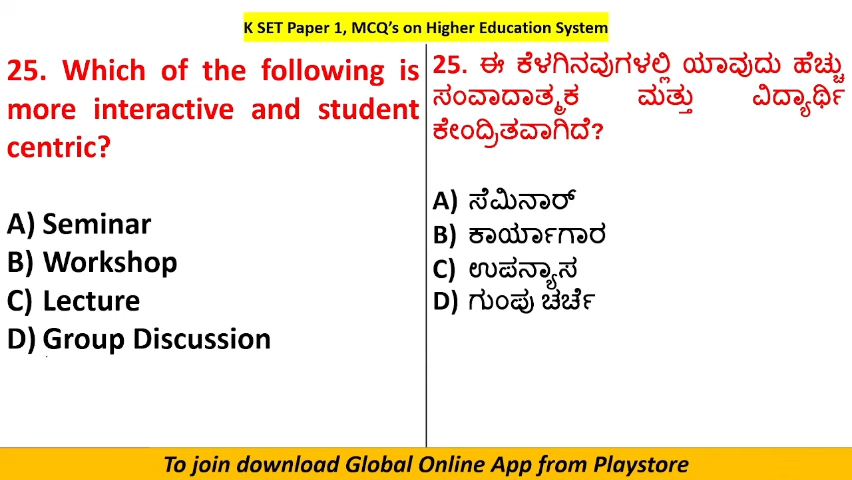 K SET Paper 1, MCQ's on Higher Education System
25. Which of the following is
more interactive and student
centric?
A) Seminar
B) Workshop
C) Lecture
D) Group Discussion
25. ಈ ಕೆಳಗಿನವುಗಳಲ್ಲಿ ಯಾವುದು ಹೆಚ್ಚು
ಸಂವಾದಾತ್ಮಕ ಮತ್ತು ವಿದ್ಯಾರ್ಥಿ
ಕೇಂದ್ರಿತವಾಗಿದೆ?
A) ಸೆಮಿನಾರ್
B) ಕಾರ್ಯಾಗಾರ
C) ಉಪನ್ಯಾಸ
D) ಗುಂಪು ಚರ್ಚೆ
To join download Global Online App from Playstore